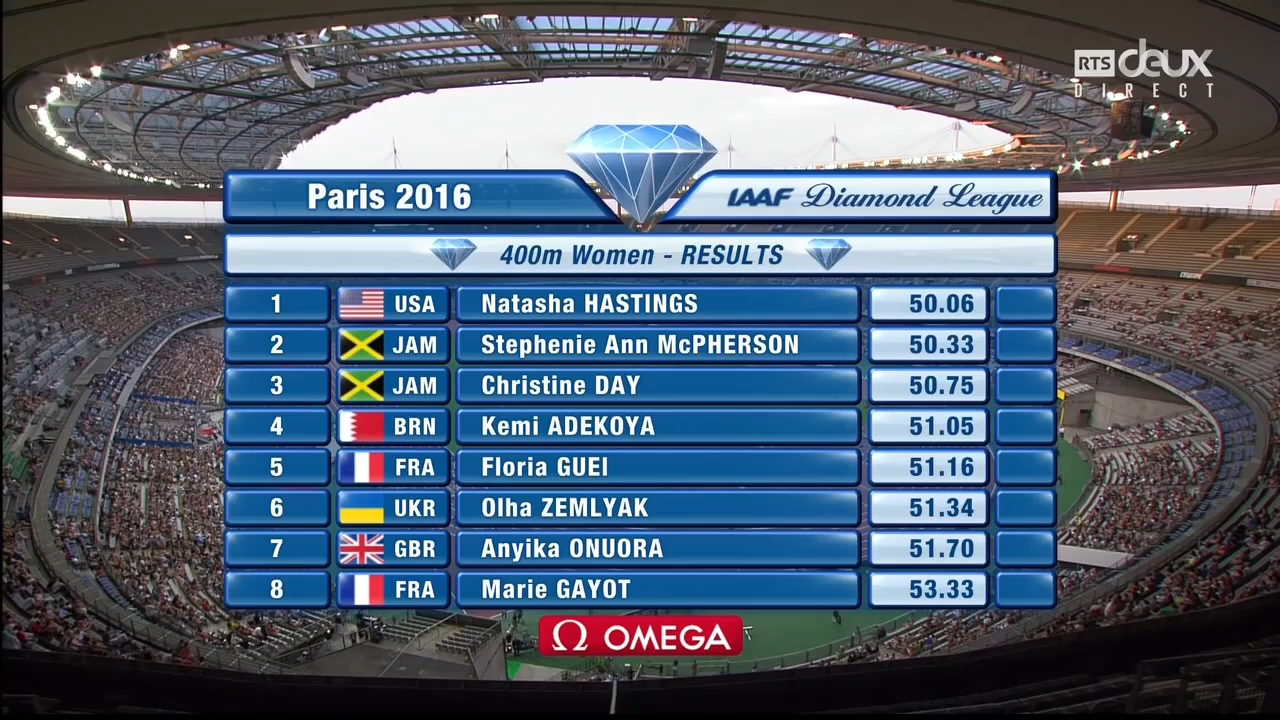 RTS deux
DIRECT
Paris 2016
IAAF Diamond League
400m Women - RESULTS
1 USA Natasha HASTINGS 50.06
2 JAM Stephenie Ann McPHERSON 50.33
3 JAM Christine DAY 50.75
4 BRN Kemi ADEKOYA 51.05
5 FRA Floria GUEI 51.16
6 UKR Olha ZEMLYAK 51.34
7 GBR Anyika ONUORA 51.70
8 FRA Marie GAYOT 53.33
Ω OMEGA